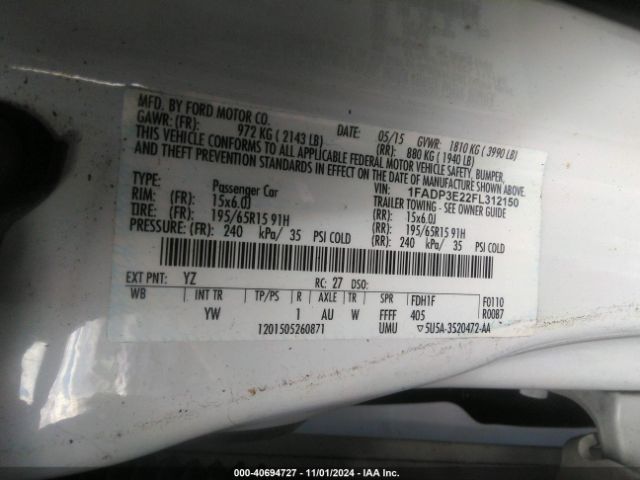 MFD. BY FORD MOTOR CO.
DATE: 05/15 GVWR: 1810 KG ( 3990 LB)
GAWR: (FR): 972 KG ( 2143 LB) (RR): 880 KG ( 1940 LB)
THIS VEHICLE CONFORMS TO ALL APPLICABLE FEDERAL MOTOR VEHICLE SAFETY, BUMPER,
AND THEFT PREVENTION STANDARDS IN EFFECT ON THE DATE OF MANUFACTURE SHOWN ABOVE.
VIN: 1FADP3E22FL312150
TYPE: Passenger Car TRAILER TOWING - SEE OWNER GUIDE
RIM: (FR): 15x6.0J (RR): 15x6.0J
TIRE: (FR): 195/65R15 91H (RR): 195/65R15 91H
PRESSURE: (FR): 240 kPa/ 35 PSI COLD (RR): 240 kPa/ 35 PSI COLD
EXT PNT: YZ RC: 27 DSO:
WB INT TR TP/PS R AXLE TR SPR FDH1F F0110
YW 1 AU W FFFF 405 R0087
1201505260871 UMU ▽5U5A-3520472-AA
000-40694727 - 11/01/2024 - IAA Inc.